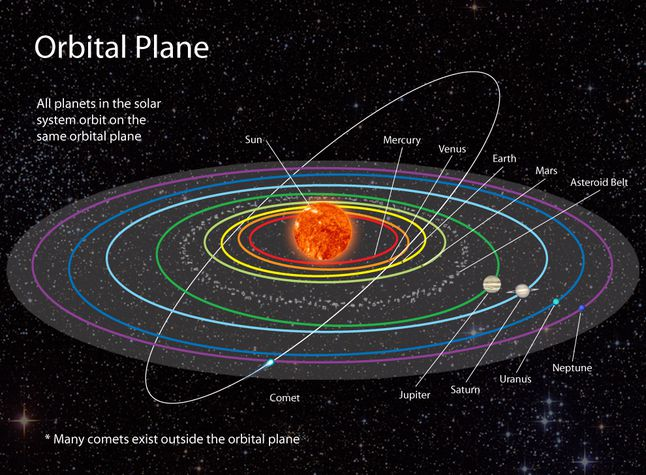 Orbital Plane
All planets in the solar
system orbit on the
same orbital plane
Sun
Mercury
Venus
Earth
Mars
Asteroid Belt
Neptune
Uranus
Saturn
Jupiter
Comet
* Many comets exist outside the orbital plane